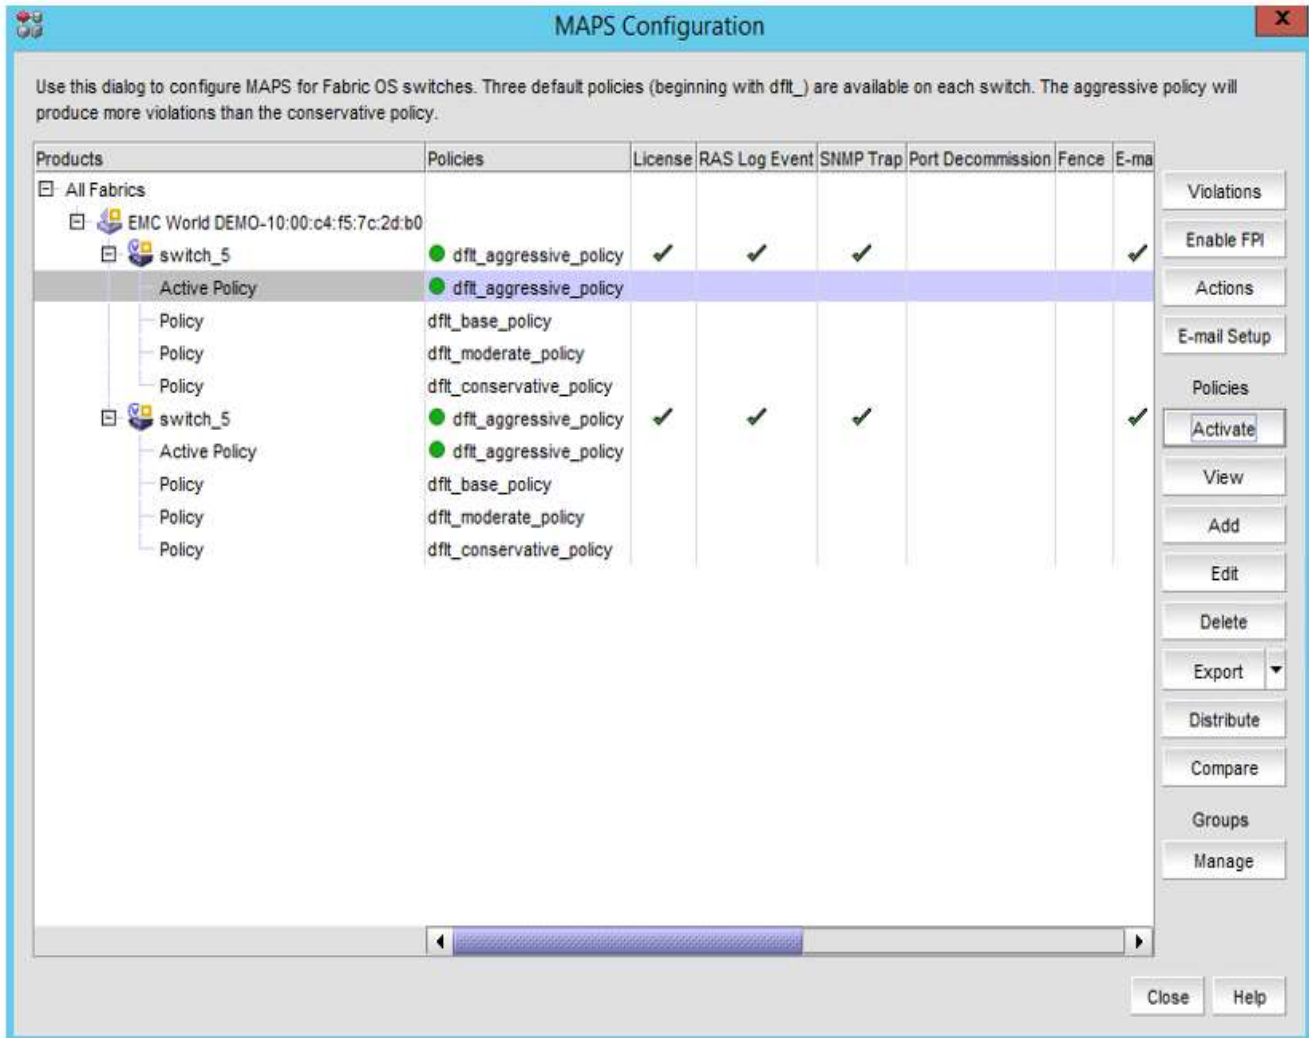 MAPS Configuration
X
Use this dialog to configure MAPS for Fabric OS switches. Three default policies (beginning with dflt_) are available on each switch. The aggressive policy will
produce more violations than the conservative policy.
Products Policies License RAS Log Event SNMP Trap Port Decommission Fence E-ma
All Fabrics
EMC World DEMO-10:00:c4:f5:7c:2d:b0
switch_5 dflt_aggressive_policy
Active Policy dflt_aggressive_policy
Policy dflt_base_policy
Policy dflt_moderate_policy
Policy dflt_conservative_policy
switch_5 dflt_aggressive_policy
Active Policy dflt_aggressive_policy
Policy dflt_base_policy
Policy dflt_moderate_policy
Policy dflt_conservative_policy
Violations
Enable FPI
Actions
E-mail Setup
Policies
Activate
View
Add
Edit
Delete
Export
Distribute
Compare
Groups
Manage
Close Help